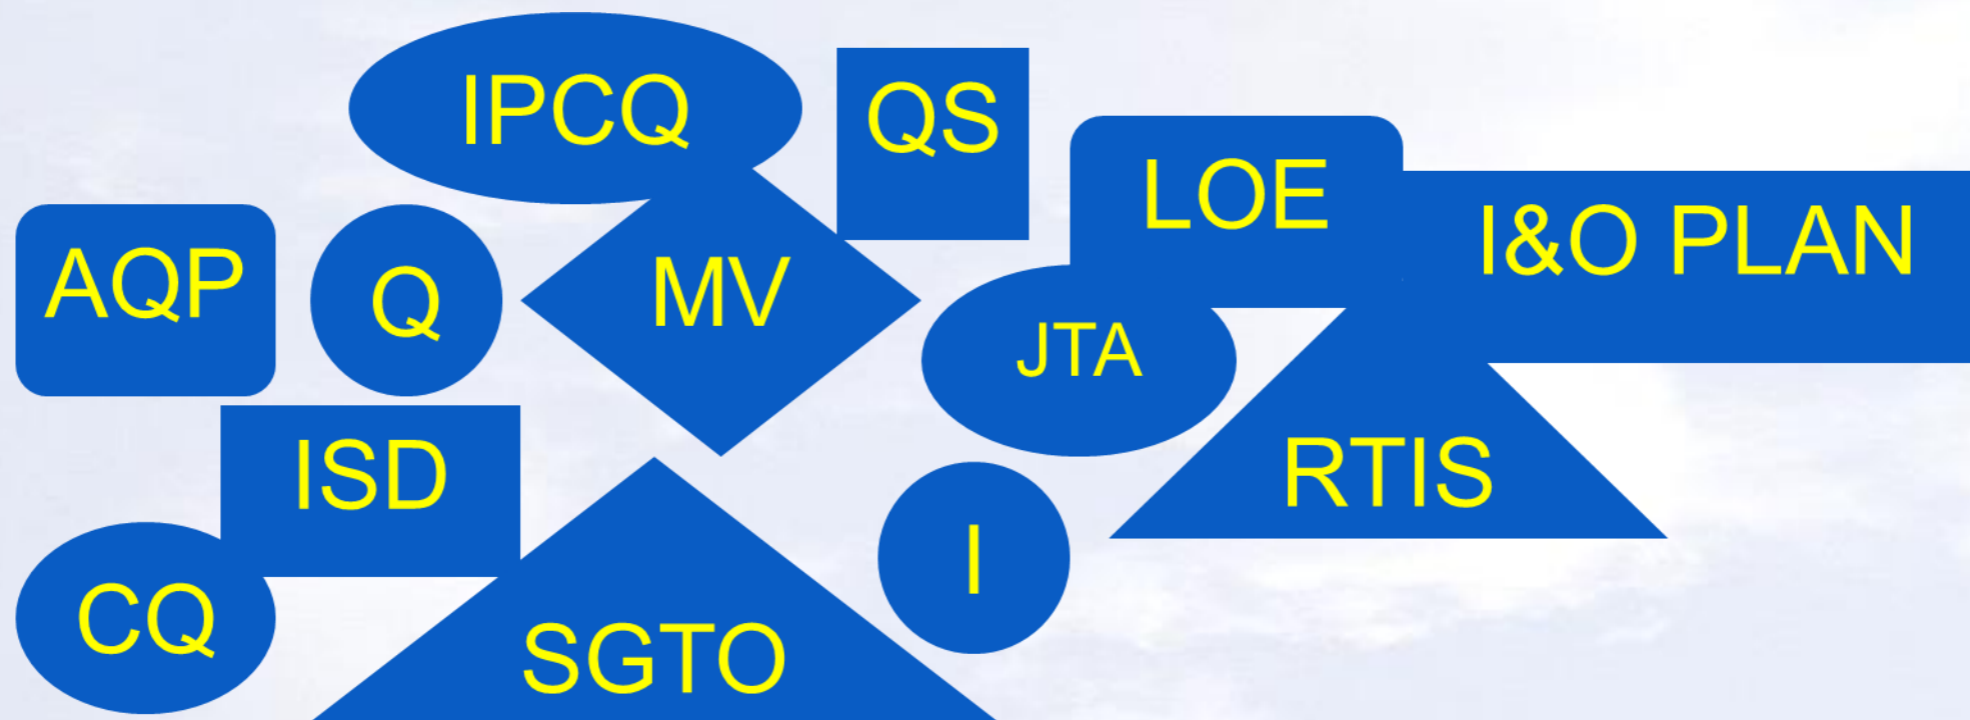 IPCQ
QS
LOE
I&O PLAN
AQP
Q
MV
JTA
ISD
RTIS
I
CQ
SGTO